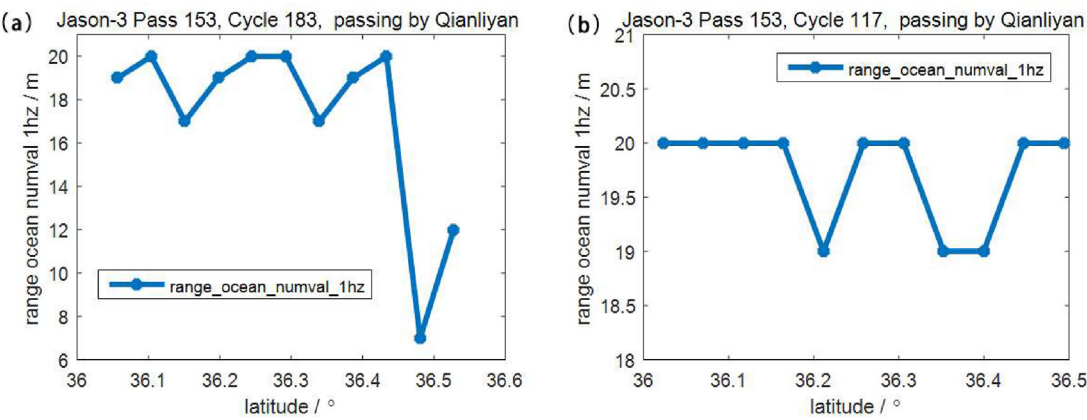 (a) Jason-3 Pass 153, Cycle 183, passing by Qianliyan
range ocean numval 1hz / m
20
18
16
14
12
10
8
6
range_ocean_numval_1hz
36 36.1 36.2 36.3 36.4 36.5 36.6
latitude / °
(b) Jason-3 Pass 153, Cycle 117, passing by Qianliyan
range ocean numval 1hz / m
21
20.5
20
19.5
19
18.5
18
range_ocean_numval_1hz
36 36.1 36.2 36.3 36.4 36.5
latitude / °